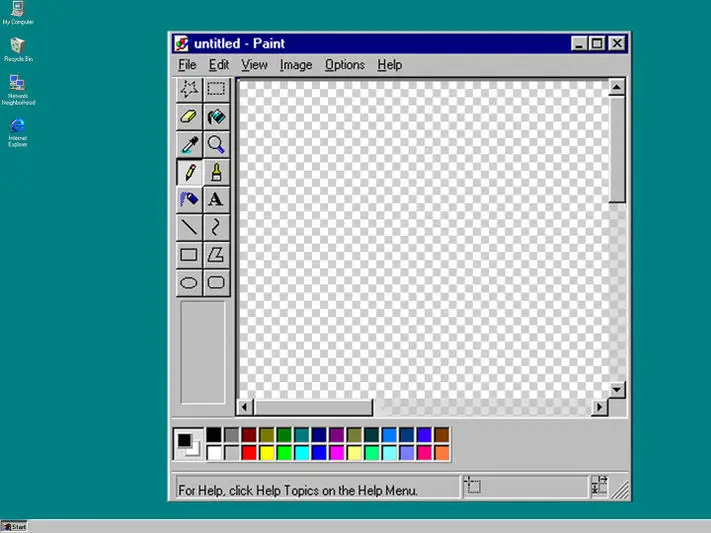 My Computer
Recycle Bin
Network
Neighborhood
Internet
Explorer
untitled - Paint
File Edit View Image Options Help
A
For Help, click Help Topics on the Help Menu.
Start